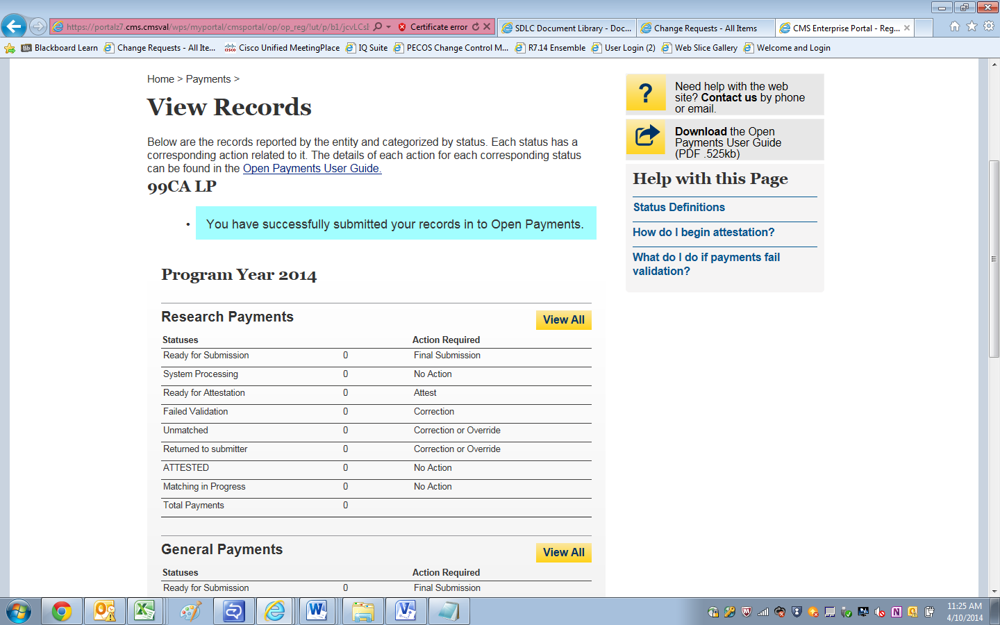 https://portalz7.cms.cmsval/wps/myportal/cmsportal/op/op_reg/!ut/p/b1/jcvLCsI
Certificate error
SDLC Document Library - Doc...
Change Requests - All Items
CMS Enterprise Portal - Reg...
Blackboard Learn
Change Requests - All Ite...
Cisco Unified MeetingPlace
IQ Suite
PECOS Change Control M...
R7.14 Ensemble
User Login (2)
Web Slice Gallery
Welcome and Login
Home > Payments >
View Records
Below are the records reported by the entity and categorized by status. Each status has a
corresponding action related to it. The details of each action for each corresponding status
can be found in the Open Payments User Guide.
99CA LP
• You have successfully submitted your records in to Open Payments.
Program Year 2014
Research Payments View All
Statuses Action Required
Ready for Submission 0 Final Submission
System Processing 0 No Action
Ready for Attestation 0 Attest
Failed Validation 0 Correction
Unmatched 0 Correction or Override
Returned to submitter 0 Correction or Override
ATTESTED 0 No Action
Matching in Progress 0 No Action
Total Payments 0
General Payments View All
Statuses Action Required
Ready for Submission 0 Final Submission
? Need help with the web
site? Contact us by phone
or email.
Download the Open
Payments User Guide
(PDF .525kb)
Help with this Page
Status Definitions
How do I begin attestation?
What do I do if payments fail
validation?
11:25 AM
4/10/2014